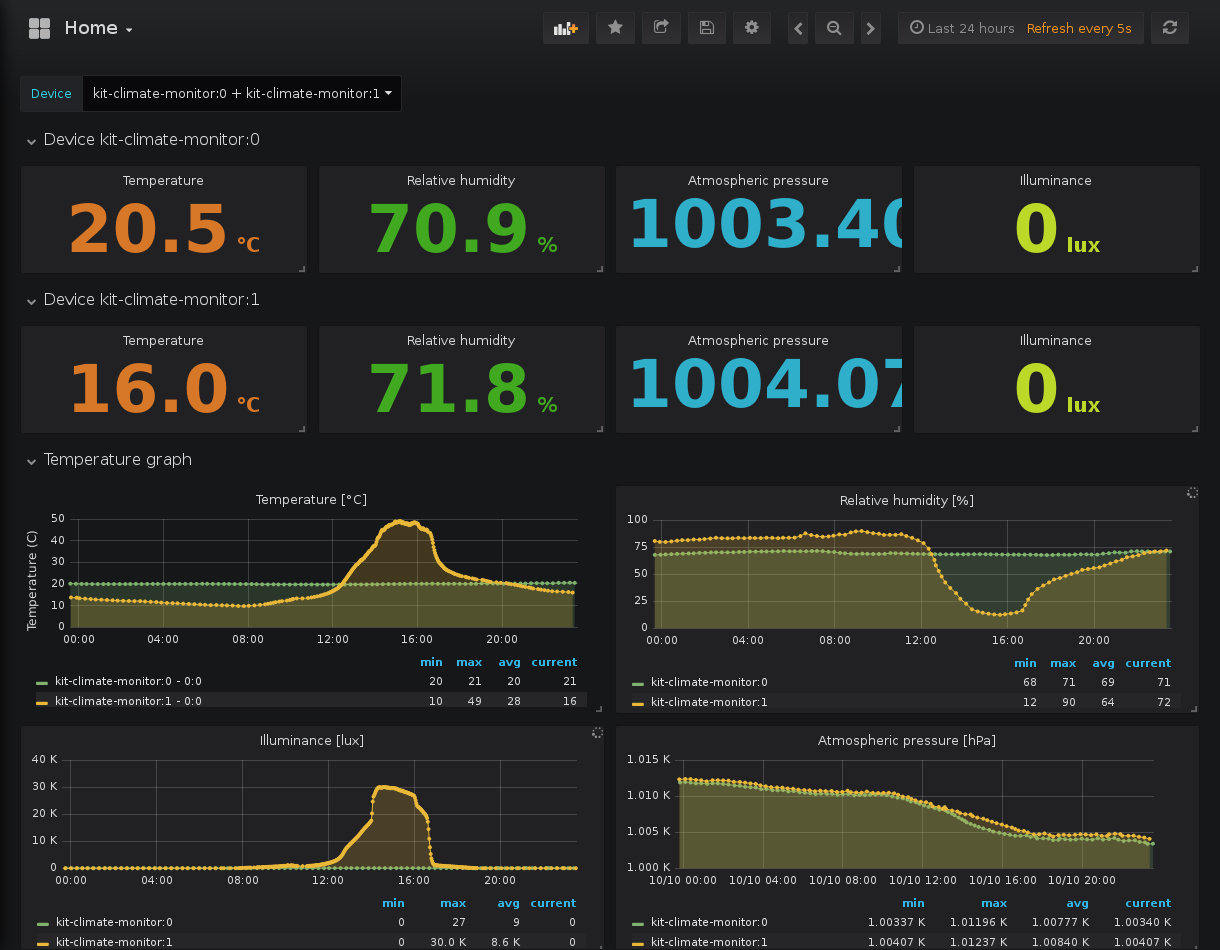 Home
Last 24 hours Refresh every 5s
Device kit-climate-monitor:0 + kit-climate-monitor:1
Device kit-climate-monitor:0
Temperature Relative humidity Atmospheric pressure Illuminance
20.5 °C 70.9 % 1003.40 0 lux
Device kit-climate-monitor:1
Temperature Relative humidity Atmospheric pressure Illuminance
16.0 °C 71.8 % 1004.07 0 lux
Temperature graph
Temperature [°C]
Temperature (C)
50
40
30
20
10
0
00:00 04:00 08:00 12:00 16:00 20:00
min max avg current
kit-climate-monitor:0 - 0:0 20 21 20 21
kit-climate-monitor:1 - 0:0 10 49 28 16
Relative humidity [%]
100
75
50
25
0
00:00 04:00 08:00 12:00 16:00 20:00
min max avg current
kit-climate-monitor:0 68 71 69 71
kit-climate-monitor:1 12 90 64 72
Illuminance [lux]
40 K
30 K
20 K
10 K
0
00:00 04:00 08:00 12:00 16:00 20:00
min max avg current
kit-climate-monitor:0 0 27 9 0
kit-climate-monitor:1 0 30.0 K 8.6 K 0
Atmospheric pressure [hPa]
1.015 K
1.010 K
1.005 K
1.000 K
10/10 00:00 10/10 04:00 10/10 08:00 10/10 12:00 10/10 16:00 10/10 20:00
min max avg current
kit-climate-monitor:0 1.00337 K 1.01196 K 1.00777 K 1.00340 K
kit-climate-monitor:1 1.00407 K 1.01237 K 1.00840 K 1.00407 K